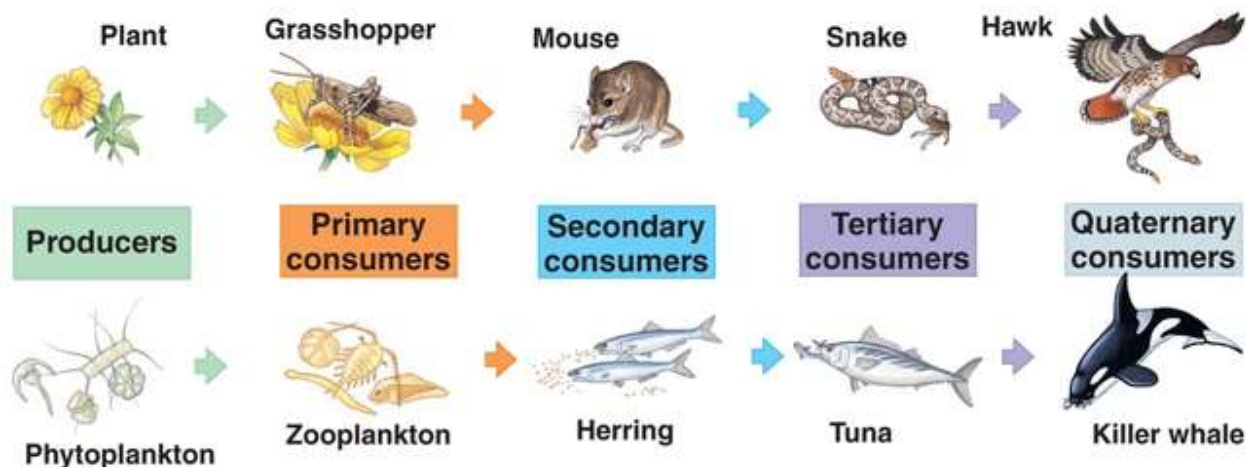 Plant
Grasshopper
Mouse
Snake
Hawk
Producers
Primary
consumers
Secondary
consumers
Tertiary
consumers
Quaternary
consumers
Phytoplankton
Zooplankton
Herring
Tuna
Killer whale